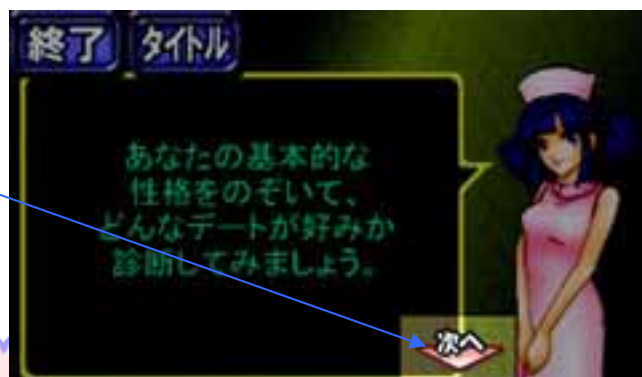 終了 タイトル
あなたの基本的な
性格をのぞいて、
どんなデートが好みか
診断してみましょう。
次へ